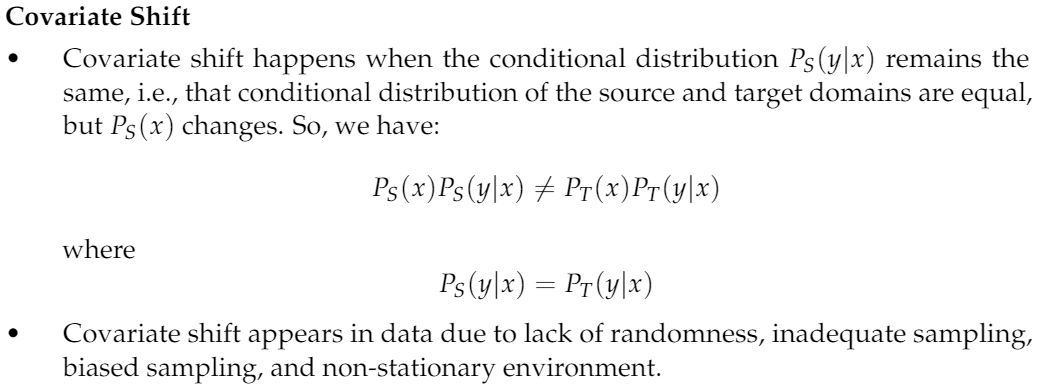 Covariate Shift
• Covariate shift happens when the conditional distribution P_S(y|x) remains the
same, i.e., that conditional distribution of the source and target domains are equal,
but P_S(x) changes. So, we have:
P_S(x)P_S(y|x) ≠ P_T(x)P_T(y|x)
where
P_S(y|x) = P_T(y|x)
• Covariate shift appears in data due to lack of randomness, inadequate sampling,
biased sampling, and non-stationary environment.